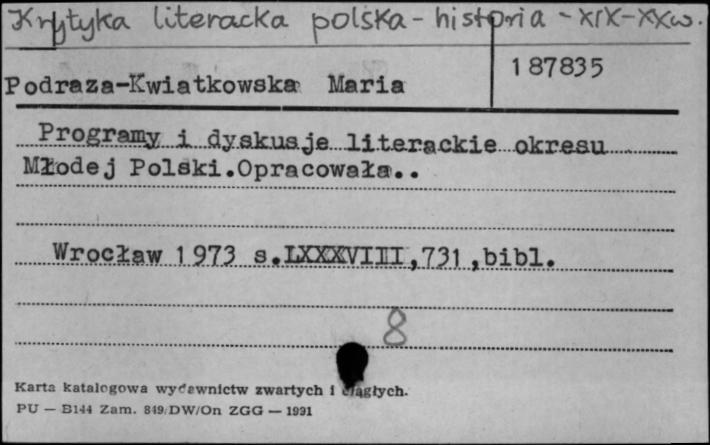 Krytyka literacka polska - historia - XIX-XXw.
187835
Podraza-Kwiatkowska Maria
Programy i dyskusje literackie okresu
Młodej Polski.Opracowała..
Wrocław 1973 s.LXXXVIII,731,bibl.
8
Karta katalogowa wydawnictw zwartych i ciągłych.
PU — B144 Zam. 849/DW/On ZGG — 1991